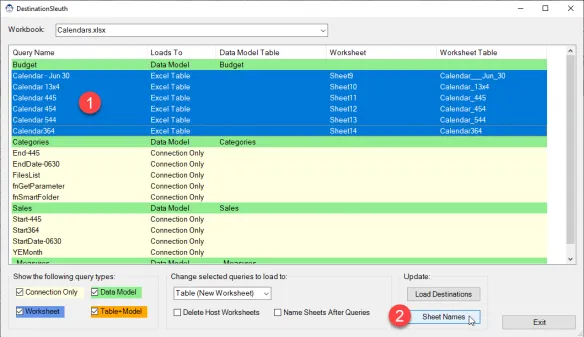 DestinationSleuth
Workbook: Calendars.xlsx
Query Name Loads To Data Model Table Worksheet Worksheet Table
Budget Data Model Budget
Calendar - Jun 30 Excel Table Sheet9 Calendar___Jun_30
Calendar 13x4 Excel Table Sheet10 Calendar_13x4
Calendar 445 Excel Table Sheet11 Calendar_445
Calendar 454 Excel Table Sheet12 Calendar_454
Calendar 544 Excel Table Sheet13 Calendar_544
Calendar364 Excel Table Sheet14 Calendar364
1
Categories Data Model Categories
End-445 Connection Only
EndDate-0630 Connection Only
FilesList Connection Only
fnGetParameter Connection Only
fnSmartFolder Connection Only
Sales Data Model Sales
Start-445 Connection Only
Start364 Connection Only
StartDate-0630 Connection Only
YEMonth Connection Only
_Measures Data Model _Measures
Show the following query types: Change selected queries to load to: Update:
Connection Only Data Model Table (New Worksheet) Load Destinations
Worksheet Table+Model Delete Host Worksheets Name Sheets After Queries 2 Sheet Names Exit